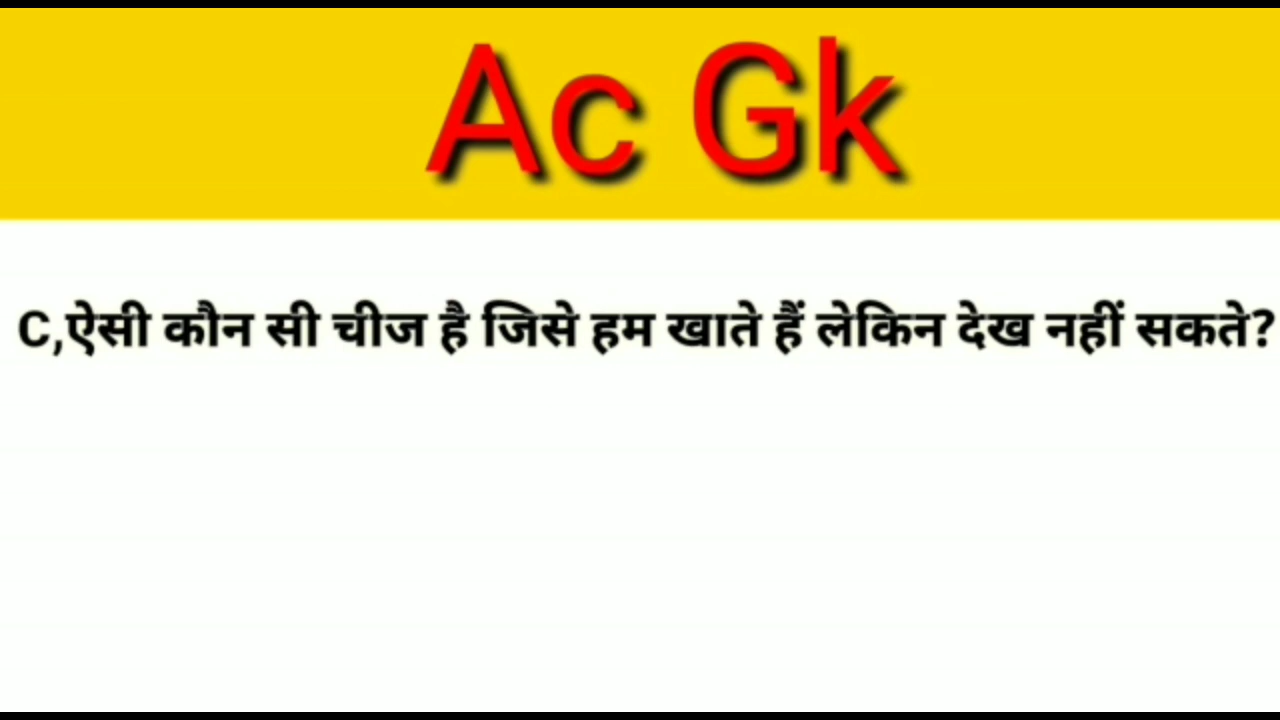 Ac Gk
C,ऐसी कौन सी चीज है जिसे हम खाते हैं लेकिन देख नहीं सकते?